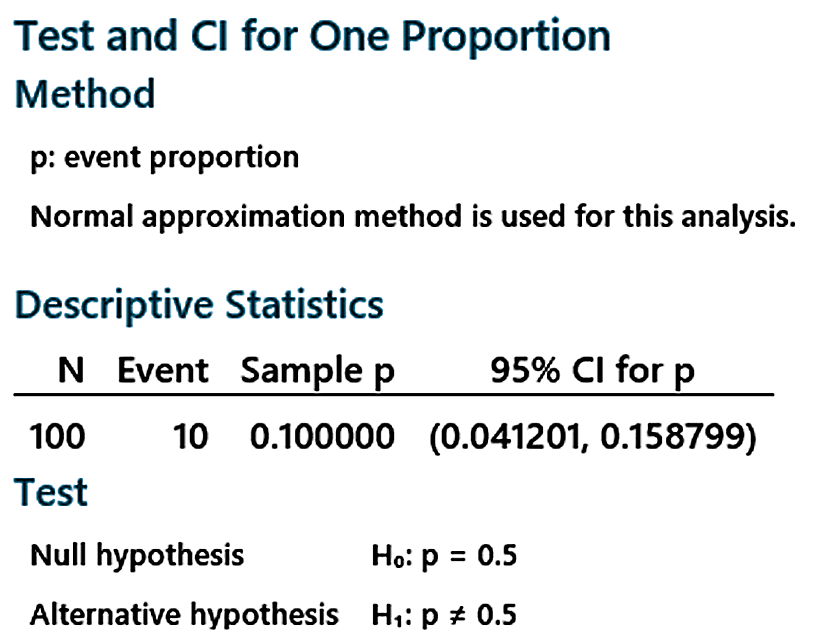 Test and CI for One Proportion
Method
p: event proportion
Normal approximation method is used for this analysis.
Descriptive Statistics
N Event Sample p 95% CI for p
100 10 0.100000 (0.041201, 0.158799)
Test
Null hypothesis H₀: p = 0.5
Alternative hypothesis H₁: p ≠ 0.5